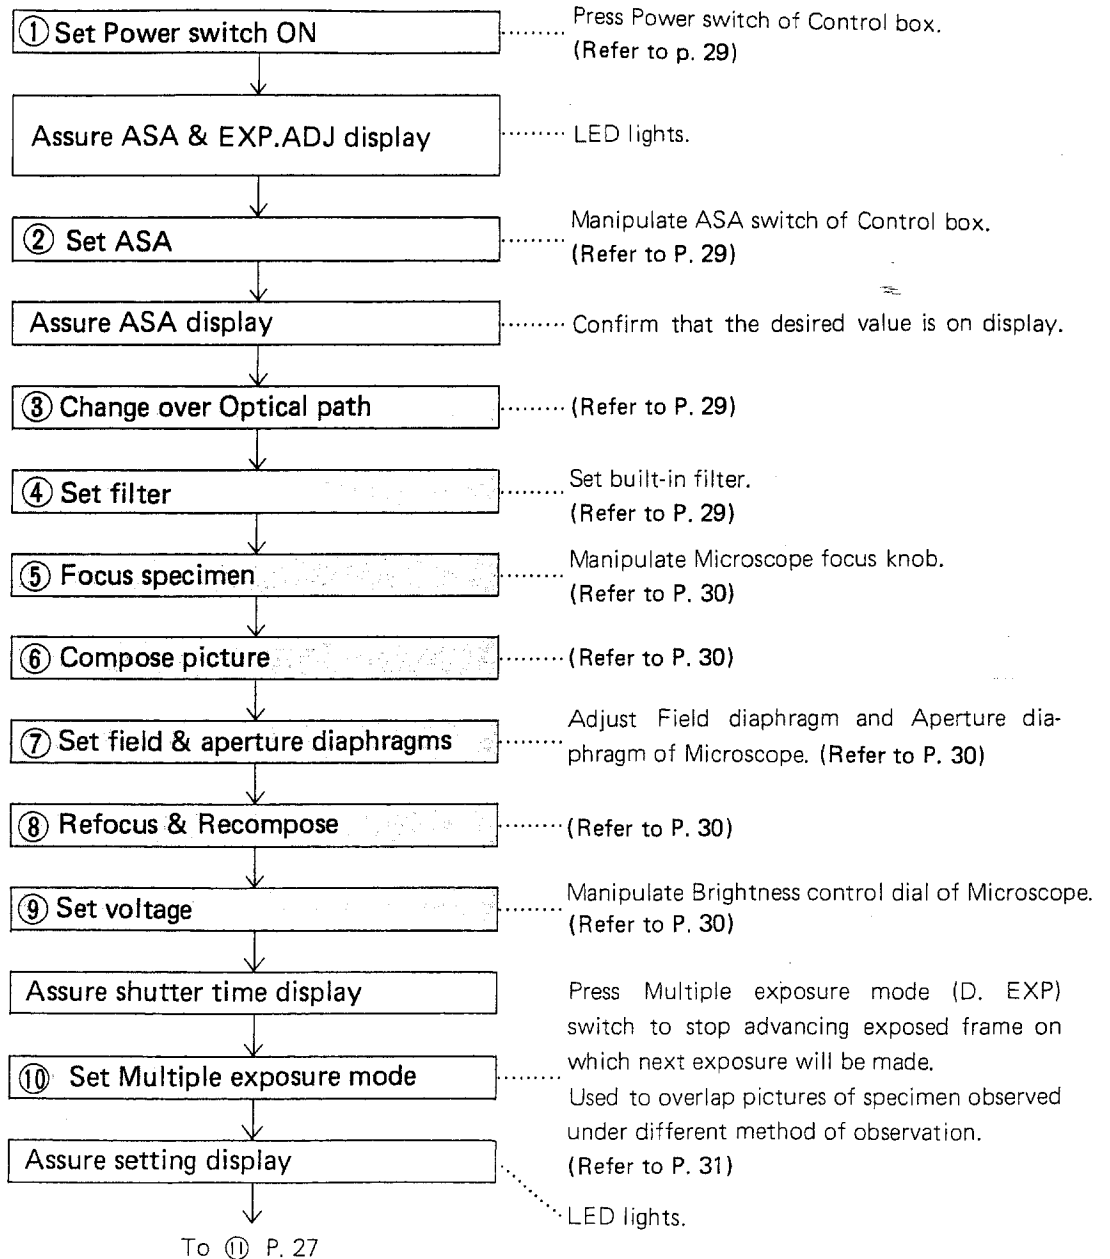 ① Set Power switch ON ········· Press Power switch of Control box.
(Refer to p. 29)
Assure ASA & EXP.ADJ display ········· LED lights.
② Set ASA ········· Manipulate ASA switch of Control box.
(Refer to P. 29)
Assure ASA display ········· Confirm that the desired value is on display.
③ Change over Optical path ········· (Refer to P. 29)
④ Set filter ········· Set built-in filter.
(Refer to P. 29)
⑤ Focus specimen ········· Manipulate Microscope focus knob.
(Refer to P. 30)
⑥ Compose picture ········· (Refer to P. 30)
⑦ Set field & aperture diaphragms ········· Adjust Field diaphragm and Aperture dia-
phragm of Microscope. (Refer to P. 30)
⑧ Refocus & Recompose ········· (Refer to P. 30)
⑨ Set voltage ········· Manipulate Brightness control dial of Microscope.
(Refer to P. 30)
Assure shutter time display
⑩ Set Multiple exposure mode ········· Press Multiple exposure mode (D. EXP)
switch to stop advancing exposed frame on
which next exposure will be made.
Used to overlap pictures of specimen observed
under different method of observation.
(Refer to P. 31)
Assure setting display ········· LED lights.
To ⑪ P. 27